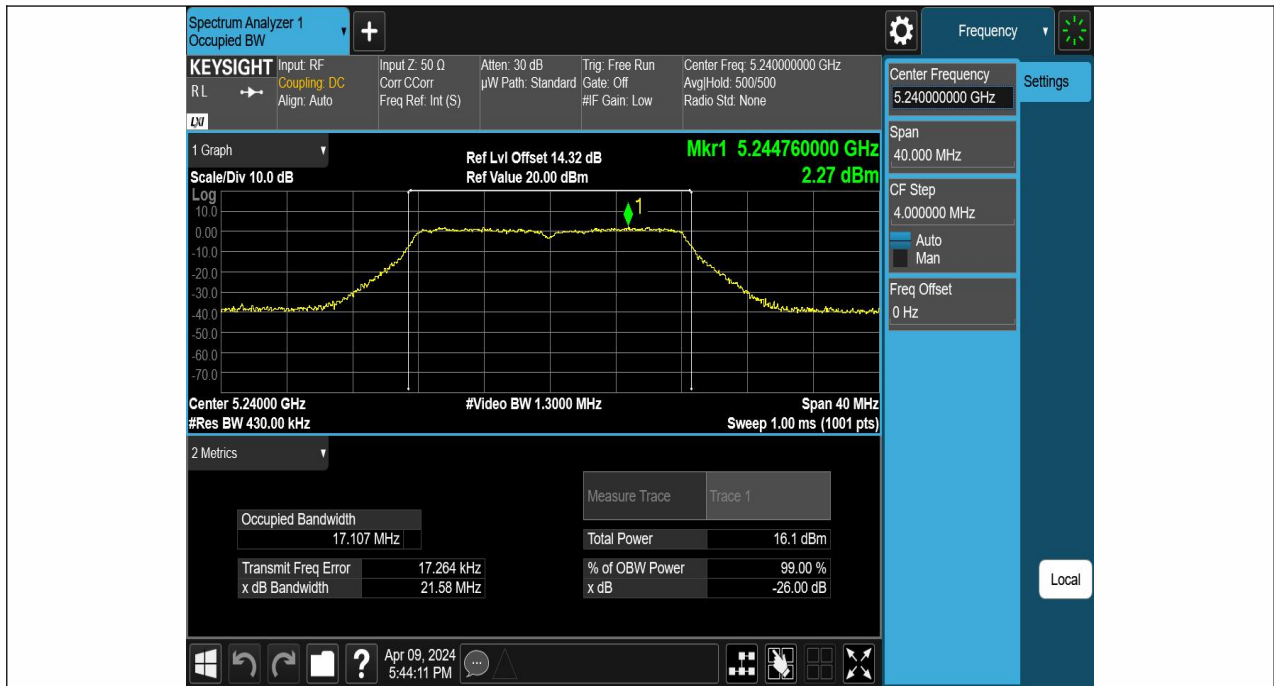 Spectrum Analyzer 1
Occupied BW
+
Frequency
KEYSIGHT
RL
LXI
Input: RF
Coupling: DC
Align: Auto
Input Z: 50 Ω
Corr CCorr
Freq Ref: Int (S)
Atten: 30 dB
µW Path: Standard
Trig: Free Run
Gate: Off
#IF Gain: Low
Center Freq: 5.240000000 GHz
Avg|Hold: 500/500
Radio Std: None
1 Graph
Scale/Div 10.0 dB
Ref Lvl Offset 14.32 dB
Ref Value 20.00 dBm
Mkr1 5.244760000 GHz
2.27 dBm
Log
10.0
0.00
-10.0
-20.0
-30.0
-40.0
-50.0
-60.0
-70.0
1
Center 5.24000 GHz
#Res BW 430.00 kHz
#Video BW 1.3000 MHz
Span 40 MHz
Sweep 1.00 ms (1001 pts)
2 Metrics
Measure Trace Trace 1
Occupied Bandwidth
17.107 MHz
Total Power 16.1 dBm
Transmit Freq Error 17.264 kHz
% of OBW Power 99.00 %
x dB Bandwidth 21.58 MHz
x dB -26.00 dB
Center Frequency
5.240000000 GHz
Settings
Span
40.000 MHz
CF Step
4.000000 MHz
Auto
Man
Freq Offset
0 Hz
Local
?
Apr 09, 2024
5:44:11 PM